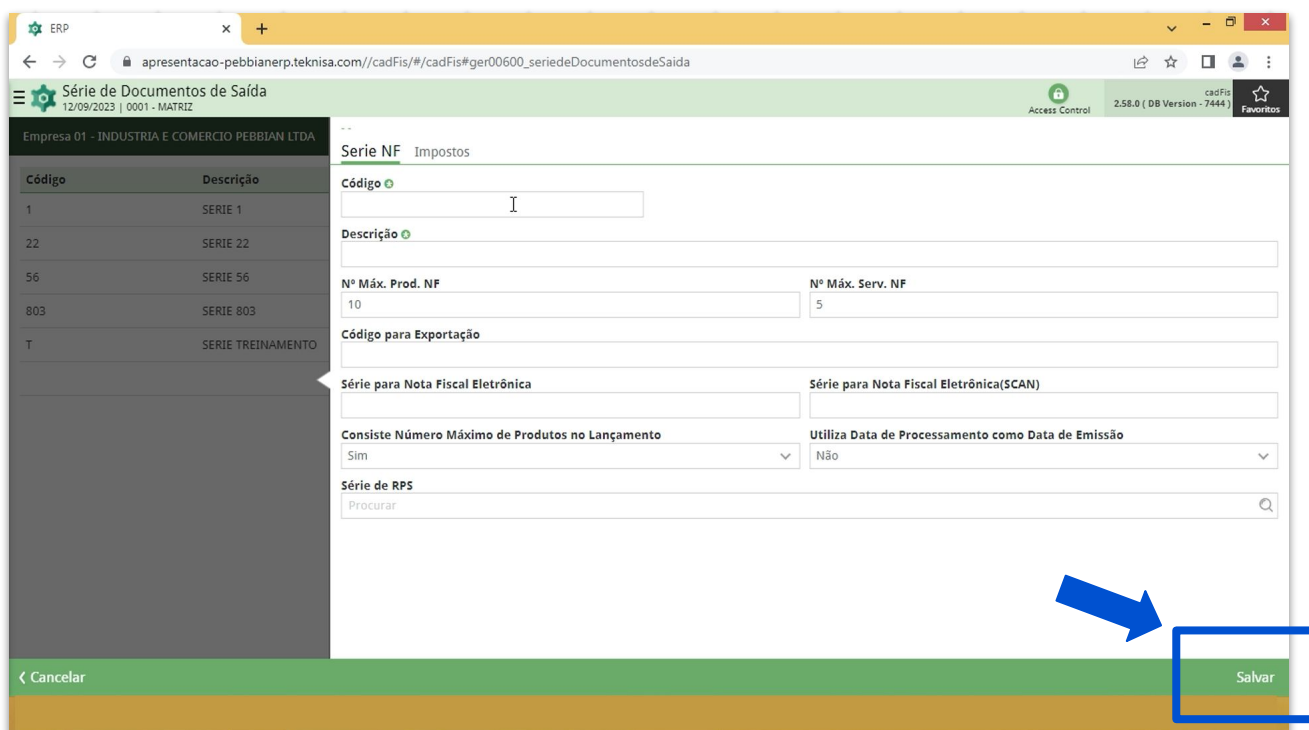 ERP
apresentacao-pebbianerp.teknisa.com//cadFis/#/cadFis#ger00600_seriedeDocumentosdeSaida
Série de Documentos de Saída
12/09/2023 | 0001 - MATRIZ
Access Control
cadFis
2.58.0 ( DB Version - 7444 )
Favoritos
Empresa 01 - INDUSTRIA E COMERCIO PEBBIAN LTDA
Código Descrição
1 SERIE 1
22 SERIE 22
56 SERIE 56
803 SERIE 803
T SERIE TREINAMENTO
- -
Serie NF Impostos
Código
Descrição
Nº Máx. Prod. NF Nº Máx. Serv. NF
10 5
Código para Exportação
Série para Nota Fiscal Eletrônica Série para Nota Fiscal Eletrônica(SCAN)
Consiste Número Máximo de Produtos no Lançamento Utiliza Data de Processamento como Data de Emissão
Sim Não
Série de RPS
Procurar
Cancelar Salvar